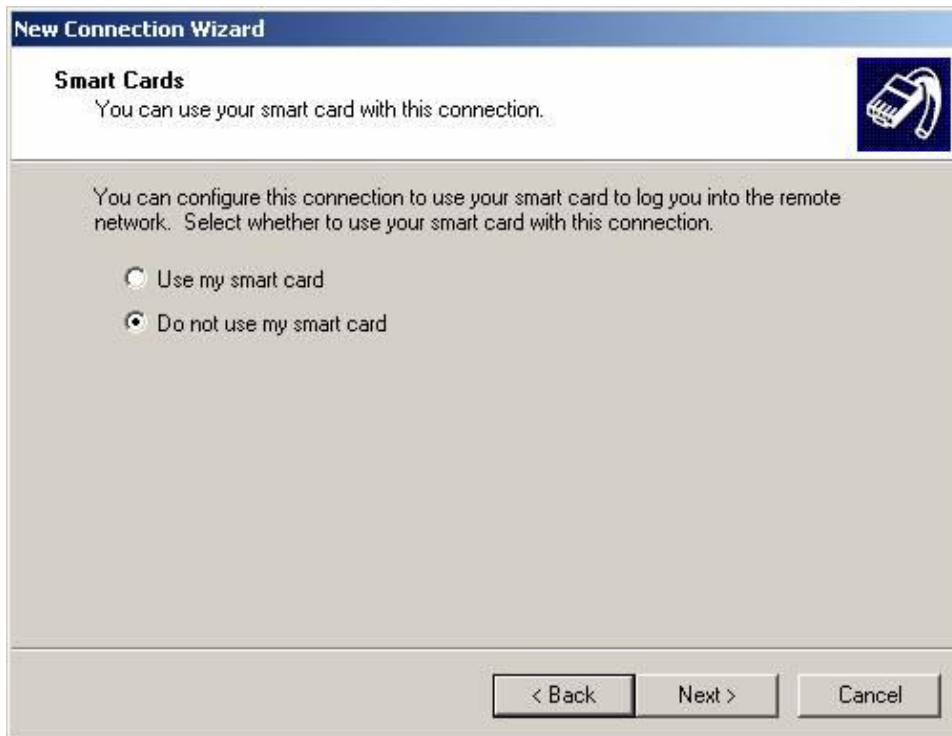 New Connection Wizard
Smart Cards
You can use your smart card with this connection.
You can configure this connection to use your smart card to log you into the remote
network. Select whether to use your smart card with this connection.
Use my smart card
Do not use my smart card
< Back Next > Cancel